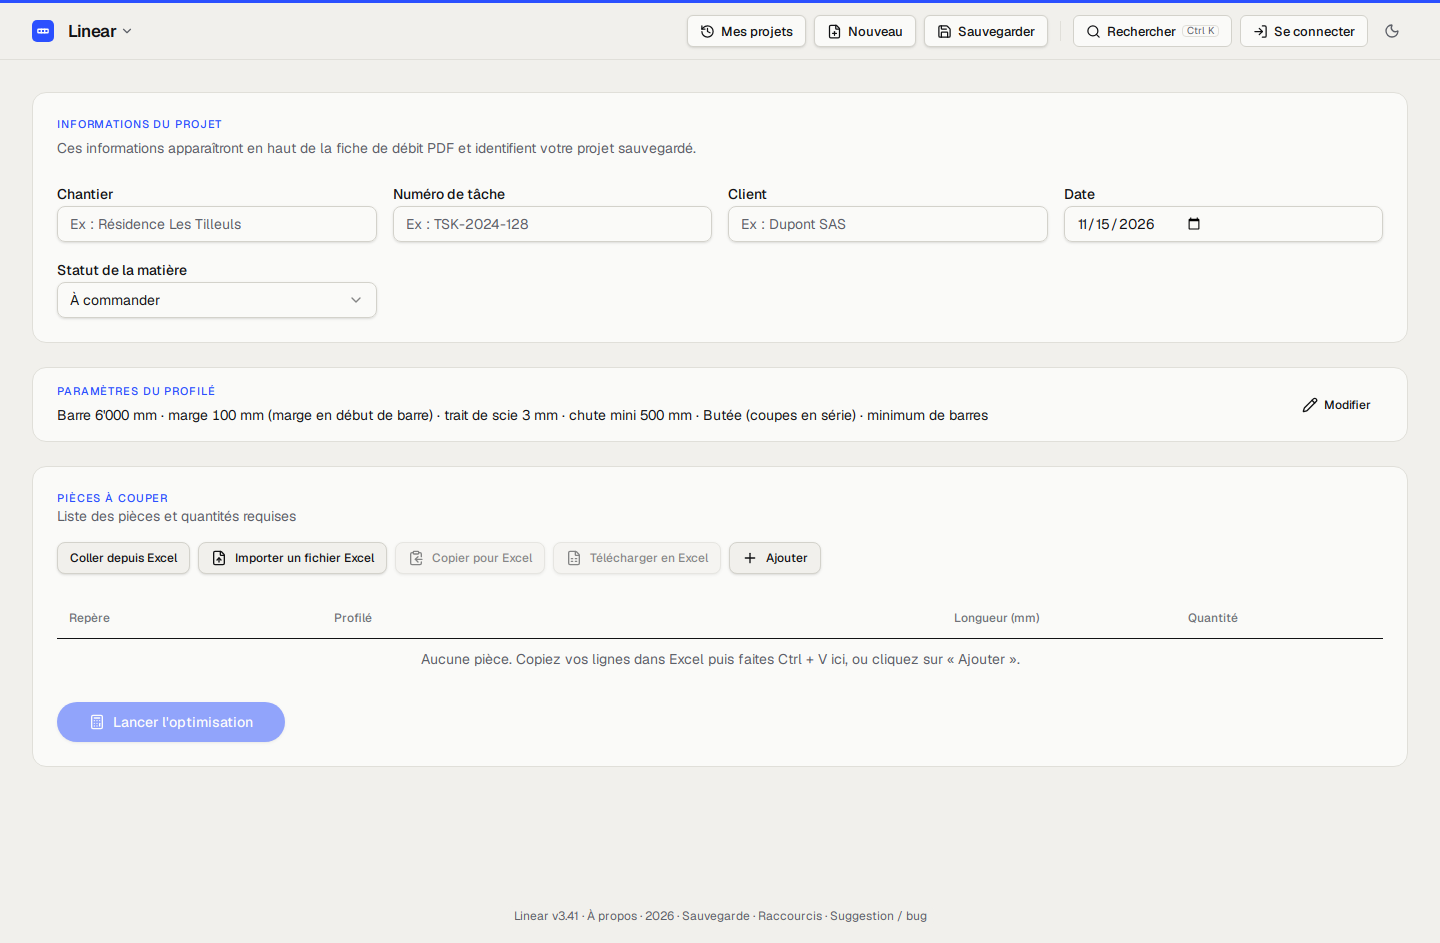 Linear
Mes projets
Nouveau
Sauvegarder
Rechercher Ctrl K
Se connecter
INFORMATIONS DU PROJET
Ces informations apparaîtront en haut de la fiche de débit PDF et identifient votre projet sauvegardé.
Chantier
Numéro de tâche
Client
Date
Ex : Résidence Les Tilleuls
Ex : TSK-2024-128
Ex : Dupont SAS
11/15/2026
Statut de la matière
À commander
PARAMÈTRES DU PROFILÉ
Barre 6'000 mm · marge 100 mm (marge en début de barre) · trait de scie 3 mm · chute mini 500 mm · Butée (coupes en série) · minimum de barres
Modifier
PIÈCES À COUPER
Liste des pièces et quantités requises
Coller depuis Excel
Importer un fichier Excel
Copier pour Excel
Télécharger en Excel
Ajouter
Repère
Profilé
Longueur (mm)
Quantité
Aucune pièce. Copiez vos lignes dans Excel puis faites Ctrl + V ici, ou cliquez sur « Ajouter ».
Lancer l'optimisation
Linear v3.41 · À propos · 2026 · Sauvegarde · Raccourcis · Suggestion / bug